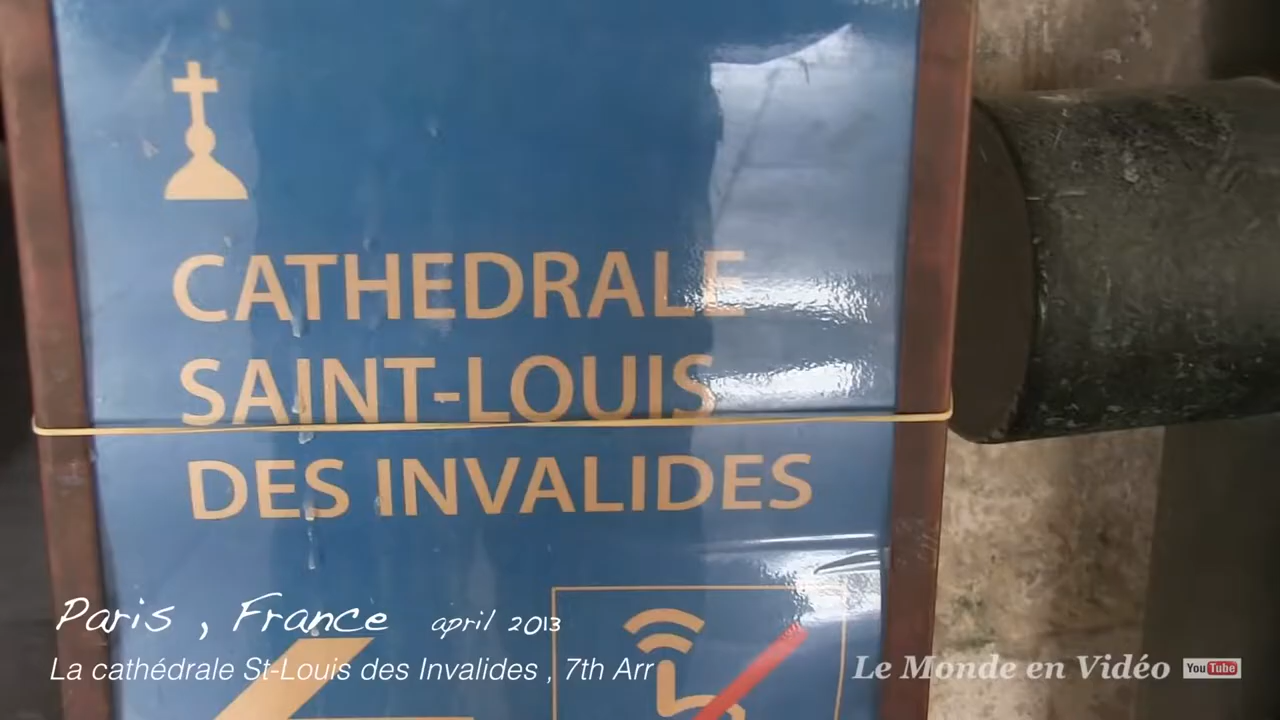 CATHEDRALE
SAINT-LOUIS
DES INVALIDES
Paris , France april 2013
La cathédrale St-Louis des Invalides , 7th Arr
Le Monde en Vidéo YouTube